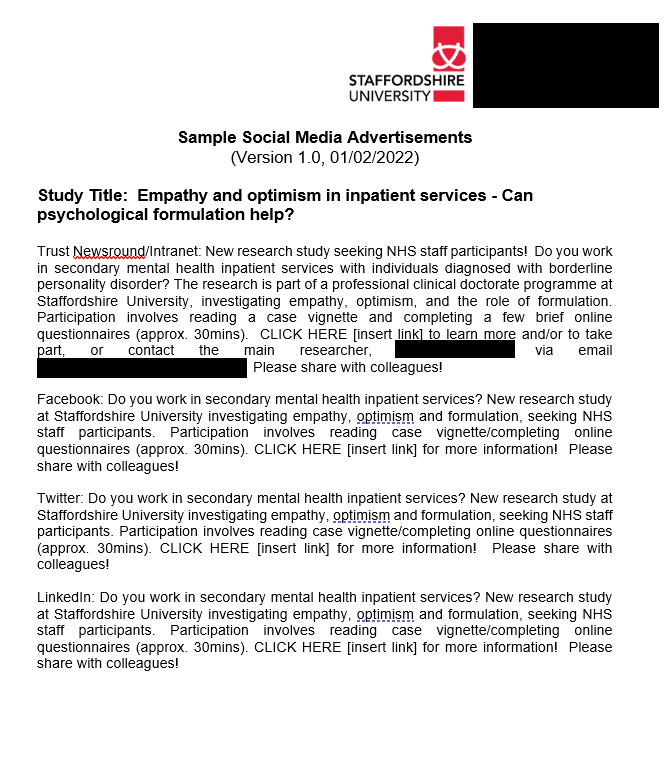 STAFFORDSHIRE
UNIVERSITY
Sample Social Media Advertisements
(Version 1.0, 01/02/2022)
Study Title:  Empathy and optimism in inpatient services - Can
psychological formulation help?
Trust Newsround/Intranet: New research study seeking NHS staff participants!  Do you work
in secondary mental health inpatient services with individuals diagnosed with borderline
personality disorder? The research is part of a professional clinical doctorate programme at
Staffordshire University, investigating empathy, optimism, and the role of formulation.
Participation involves reading a case vignette and completing a few brief online
questionnaires (approx. 30mins).  CLICK HERE [insert link] to learn more and/or to take
part, or contact the main researcher, via email
Please share with colleagues!
Facebook: Do you work in secondary mental health inpatient services? New research study
at Staffordshire University investigating empathy, optimism and formulation, seeking NHS
staff participants. Participation involves reading case vignette/completing online
questionnaires (approx. 30mins). CLICK HERE [insert link] for more information!  Please
share with colleagues!
Twitter: Do you work in secondary mental health inpatient services? New research study at
Staffordshire University investigating empathy, optimism and formulation, seeking NHS staff
participants. Participation involves reading case vignette/completing online questionnaires
(approx. 30mins). CLICK HERE [insert link] for more information!  Please share with
colleagues!
LinkedIn: Do you work in secondary mental health inpatient services? New research study
at Staffordshire University investigating empathy, optimism and formulation, seeking NHS
staff participants. Participation involves reading case vignette/completing online
questionnaires (approx. 30mins). CLICK HERE [insert link] for more information!  Please
share with colleagues!